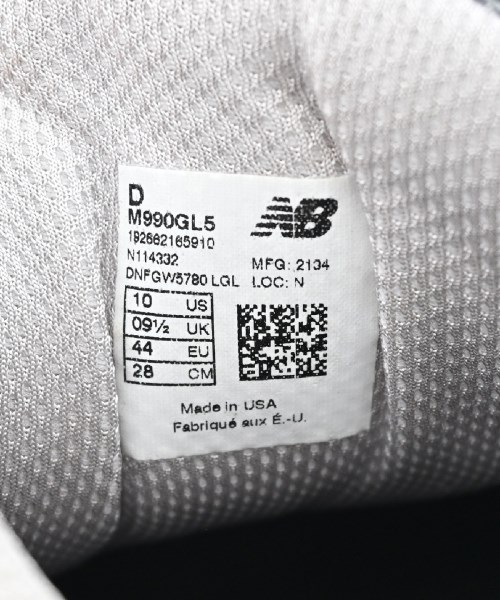 D
M990GL5
192662165910
N114332
DNFGW5780 LGL
NB
MFG: 2134
LOC: N
10 US
09½ UK
44 EU
28 CM
Made in USA
Fabriqué aux É.-U.